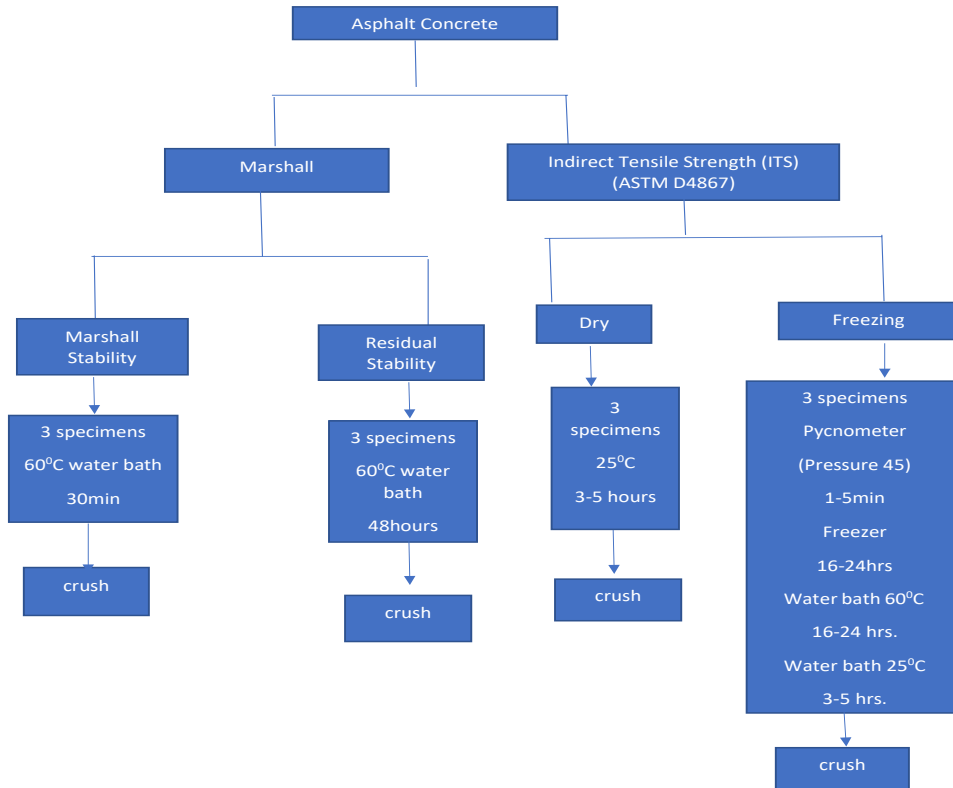 Asphalt Concrete
Marshall
Indirect Tensile Strength (ITS)
(ASTM D4867)
Marshall
Stability
Residual
Stability
Dry
Freezing
3 specimens
60⁰C water bath
30min
3 specimens
60⁰C water
bath
48hours
3
specimens
25⁰C
3-5 hours
3 specimens
Pycnometer
(Pressure 45)
1-5min
Freezer
16-24hrs
Water bath 60⁰C
16-24 hrs.
Water bath 25⁰C
3-5 hrs.
crush
crush
crush
crush